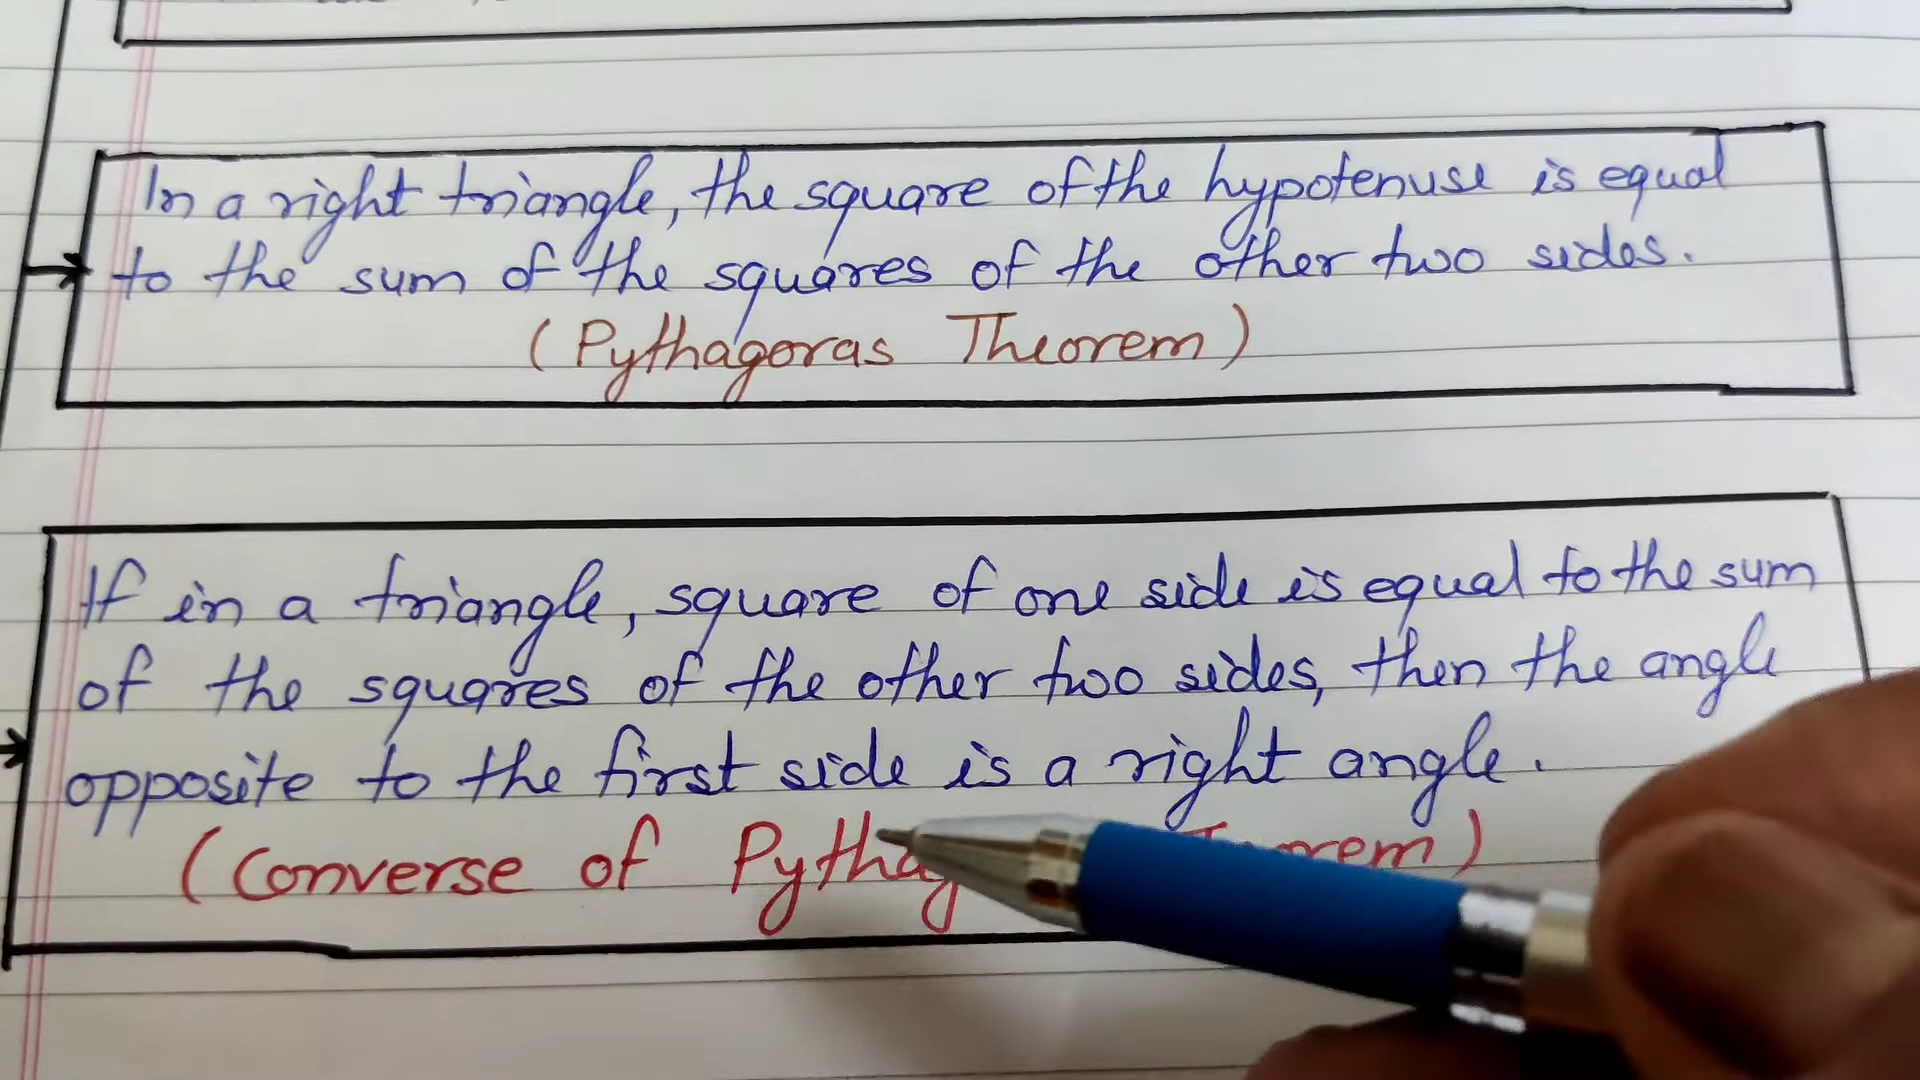 In a right triangle, the square of the hypotenuse is equal
to the sum of the squares of the other two sides.
(Pythagoras Theorem)
If in a triangle, square of one side is equal to the sum
of the squares of the other two sides, then the angle
opposite to the first side is a right angle.
(Converse of